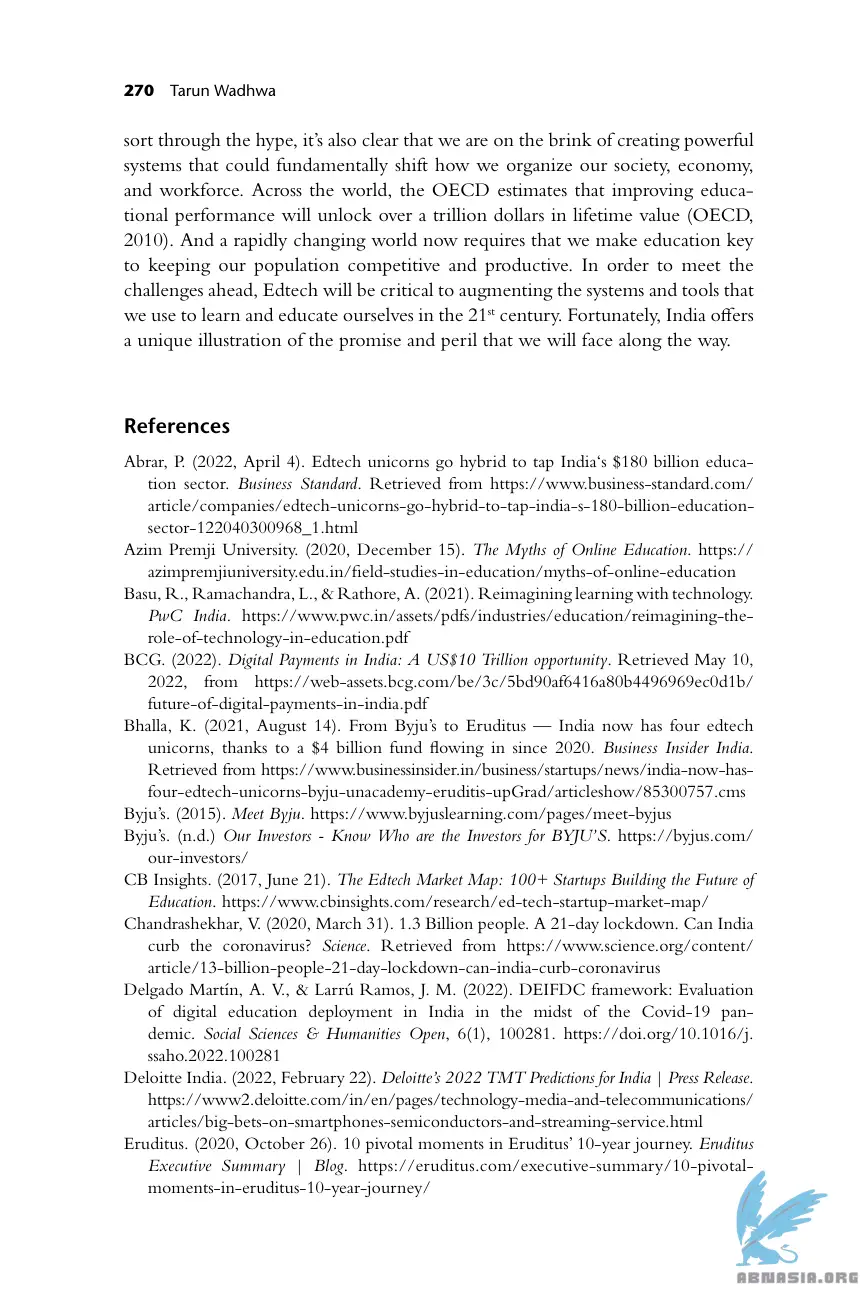 270 Tarun Wadhwa
sort through the hype, it’s also clear that we are on the brink of creating powerful
systems that could fundamentally shift how we organize our society, economy,
and workforce. Across the world, the OECD estimates that improving educa-
tional performance will unlock over a trillion dollars in lifetime value (OECD,
2010). And a rapidly changing world now requires that we make education key
to keeping our population competitive and productive. In order to meet the
challenges ahead, Edtech will be critical to augmenting the systems and tools that
we use to learn and educate ourselves in the 21st century. Fortunately, India offers
a unique illustration of the promise and peril that we will face along the way.
References
Abrar, P. (2022, April 4). Edtech unicorns go hybrid to tap India‘s $180 billion educa-
tion sector. Business Standard. Retrieved from https://www.business-standard.com/
article/companies/edtech-unicorns-go-hybrid-to-tap-india-s-180-billion-education-
sector-122040300968_1.html
Azim Premji University. (2020, December 15). The Myths of Online Education. https://
azimpremjiuniversity.edu.in/field-studies-in-education/myths-of-online-education
Basu, R., Ramachandra, L., & Rathore, A. (2021). Reimagining learning with technology.
PwC India. https://www.pwc.in/assets/pdfs/industries/education/reimagining-the-
role-of-technology-in-education.pdf
BCG. (2022). Digital Payments in India: A US$10 Trillion opportunity. Retrieved May 10,
2022, from https://web-assets.bcg.com/be/3c/5bd90af6416a80b4496969ec0d1b/
future-of-digital-payments-in-india.pdf
Bhalla, K. (2021, August 14). From Byju’s to Eruditus — India now has four edtech
unicorns, thanks to a $4 billion fund flowing in since 2020. Business Insider India.
Retrieved from https://www.businessinsider.in/business/startups/news/india-now-has-
four-edtech-unicorns-byju-unacademy-eruditis-upGrad/articleshow/85300757.cms
Byju’s. (2015). Meet Byju. https://www.byjuslearning.com/pages/meet-byjus
Byju’s. (n.d.) Our Investors - Know Who are the Investors for BYJU’S. https://byjus.com/
our-investors/
CB Insights. (2017, June 21). The Edtech Market Map: 100+ Startups Building the Future of
Education. https://www.cbinsights.com/research/ed-tech-startup-market-map/
Chandrashekhar, V. (2020, March 31). 1.3 Billion people. A 21-day lockdown. Can India
curb the coronavirus? Science. Retrieved from https://www.science.org/content/
article/13-billion-people-21-day-lockdown-can-india-curb-coronavirus
Delgado Martín, A. V., & Larrú Ramos, J. M. (2022). DEIFDC framework: Evaluation
of digital education deployment in India in the midst of the Covid-19 pan-
demic. Social Sciences & Humanities Open, 6(1), 100281. https://doi.org/10.1016/j.
ssaho.2022.100281
Deloitte India. (2022, February 22). Deloitte’s 2022 TMT Predictions for India | Press Release.
https://www2.deloitte.com/in/en/pages/technology-media-and-telecommunications/
articles/big-bets-on-smartphones-semiconductors-and-streaming-service.html
Eruditus. (2020, October 26). 10 pivotal moments in Eruditus’ 10-year journey. Eruditus
Executive Summary | Blog. https://eruditus.com/executive-summary/10-pivotal-
moments-in-eruditus-10-year-journey/
ABNASIA.ORG